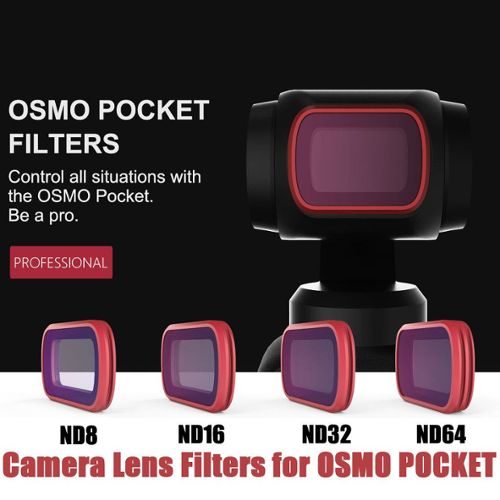 OSMO POCKET
FILTERS
Control all situations with
the OSMO Pocket.
Be a pro.
PROFESSIONAL
ND8 ND16 ND32 ND64
Camera Lens Filters for OSMO POCKET